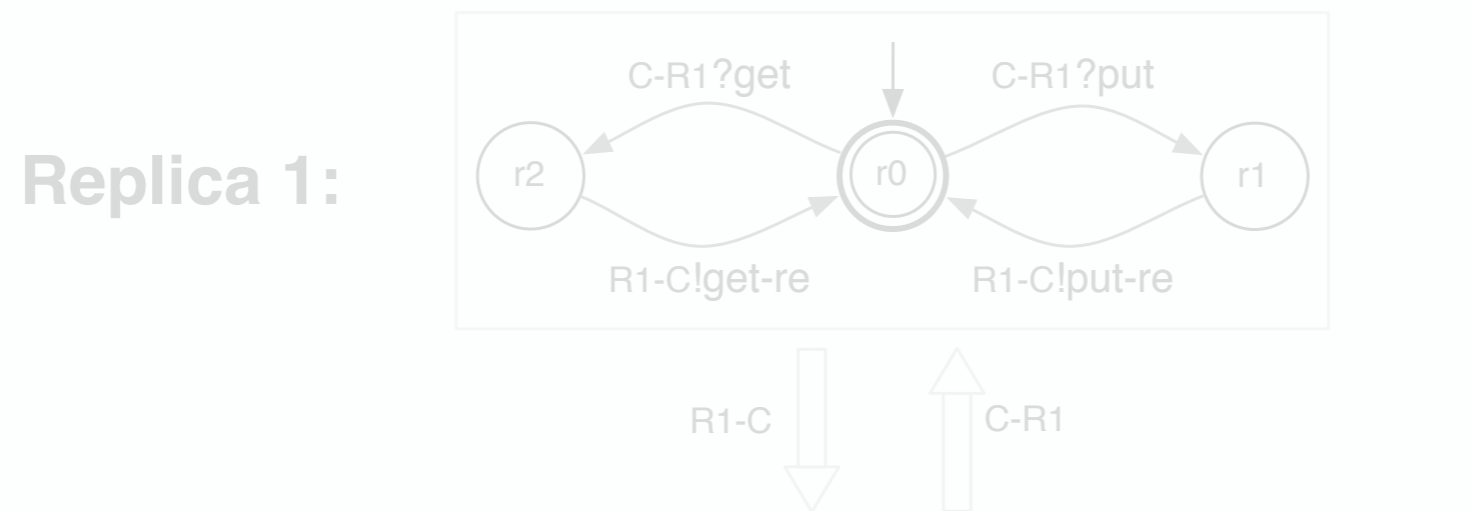 C-R1?get
C-R1?put
Replica 1:
r2
r0
r1
R1-C!get-re
R1-C!put-re
R1-C
C-R1